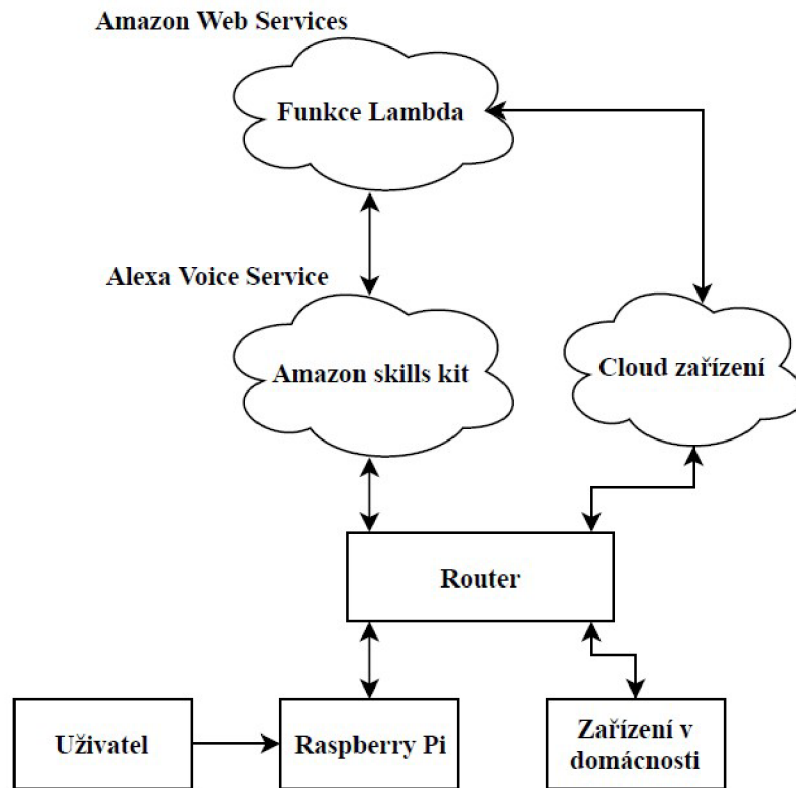 Amazon Web Services
Funkce Lambda
Alexa Voice Service
Amazon skills kit
Cloud zařízení
Router
Uživatel
Raspberry Pi
Zařízení v
domácnosti